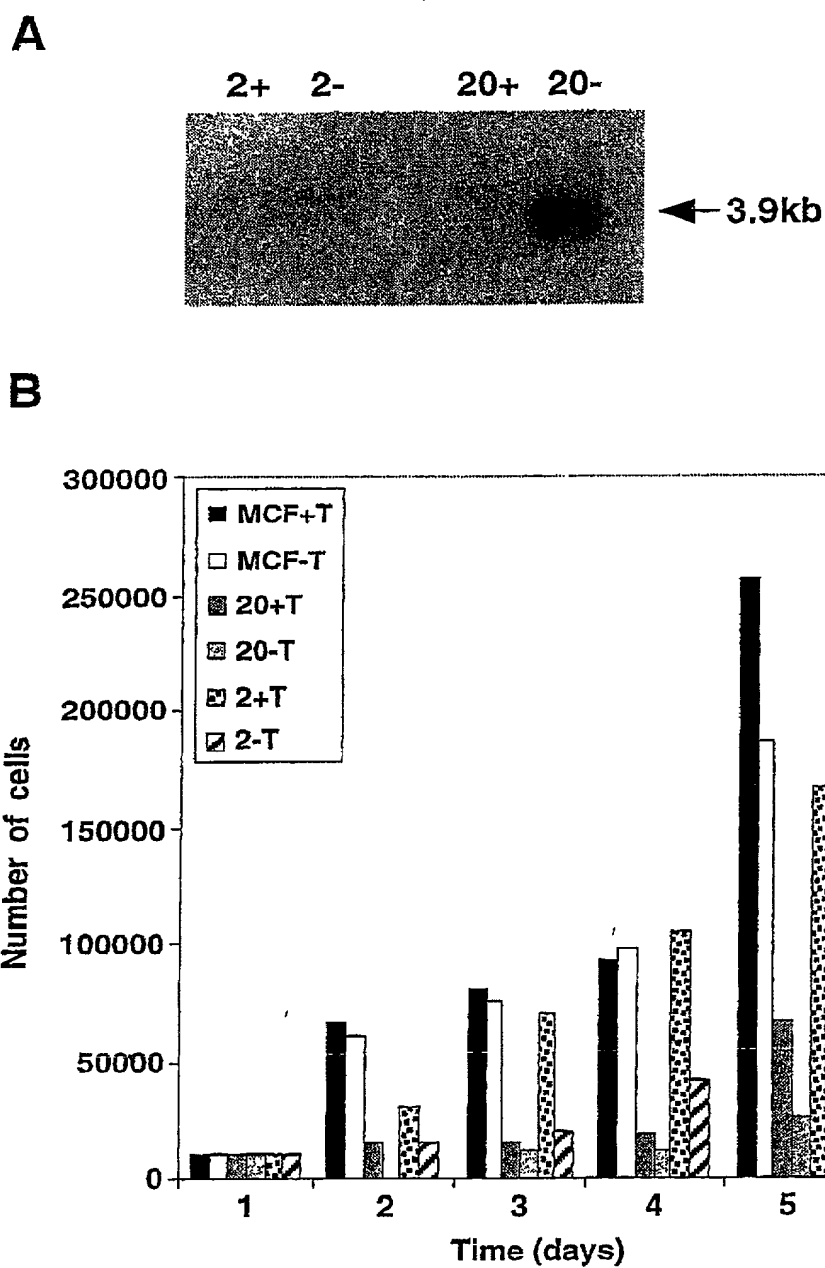 A
2+ 2- 20+ 20-
3.9kb
B
300000
250000
200000
150000
100000
50000
0
MCF+T
MCF-T
20+T
20-T
2+T
2-T
Number of cells
1 2 3 4 5
Time (days)